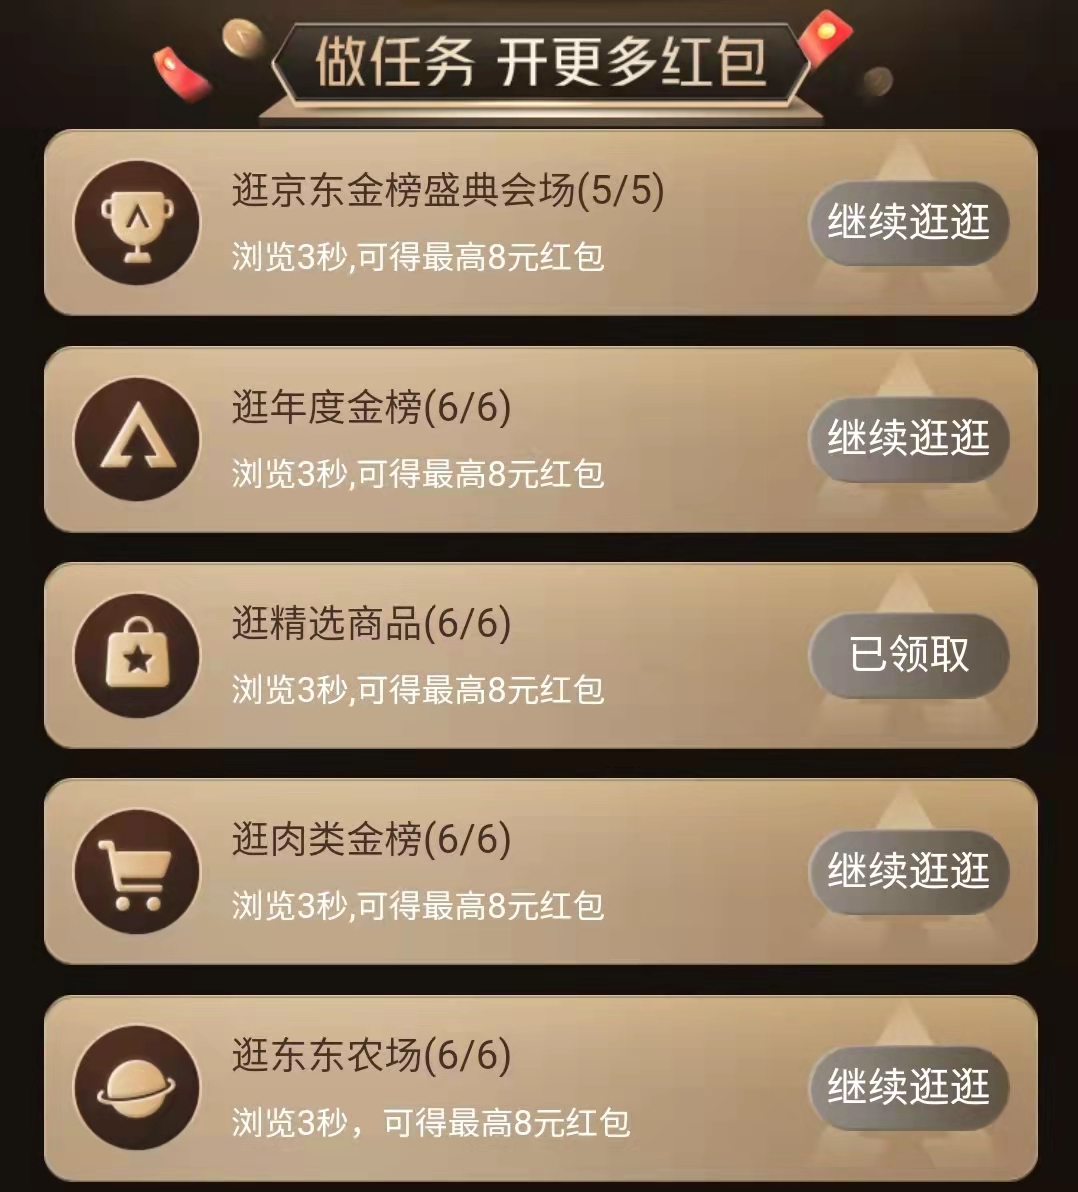 做任务 开更多红包
逛京东金榜盛典会场(5/5)
浏览3秒,可得最高8元红包
继续逛逛
逛年度金榜(6/6)
浏览3秒,可得最高8元红包
继续逛逛
逛精选商品(6/6)
浏览3秒,可得最高8元红包
已领取
逛肉类金榜(6/6)
浏览3秒,可得最高8元红包
继续逛逛
逛东东农场(6/6)
浏览3秒，可得最高8元红包
继续逛逛